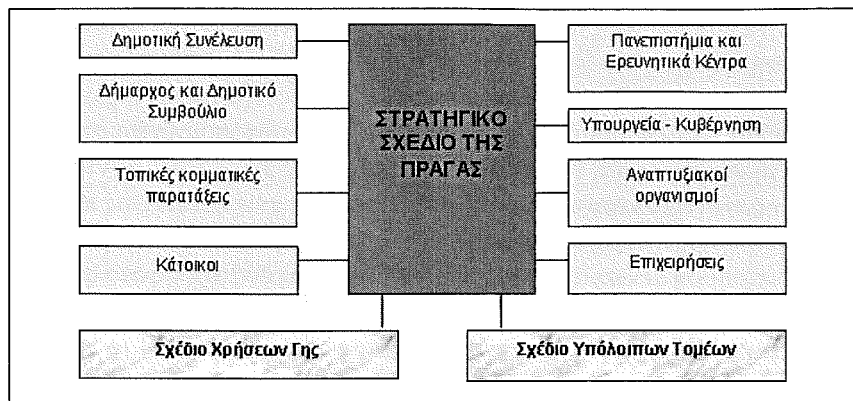 Δημοτική Συνέλευση
Δήμαρχος και Δημοτικό
Συμβούλιο
Τοπικές κομματικές
παρατάξεις
Κάτοικοι
ΣΤΡΑΤΗΓΙΚΟ
ΣΧΕΔΙΟ ΤΗΣ
ΠΡΑΓΑΣ
Πανεπιστήμια και
Ερευνητικά Κέντρα
Υπουργεία - Κυβέρνηση
Αναπτυξιακοί
οργανισμοί
Επιχειρήσεις
Σχέδιο Χρήσεων Γης
Σχέδιο Υπόλοιπων Τομέων